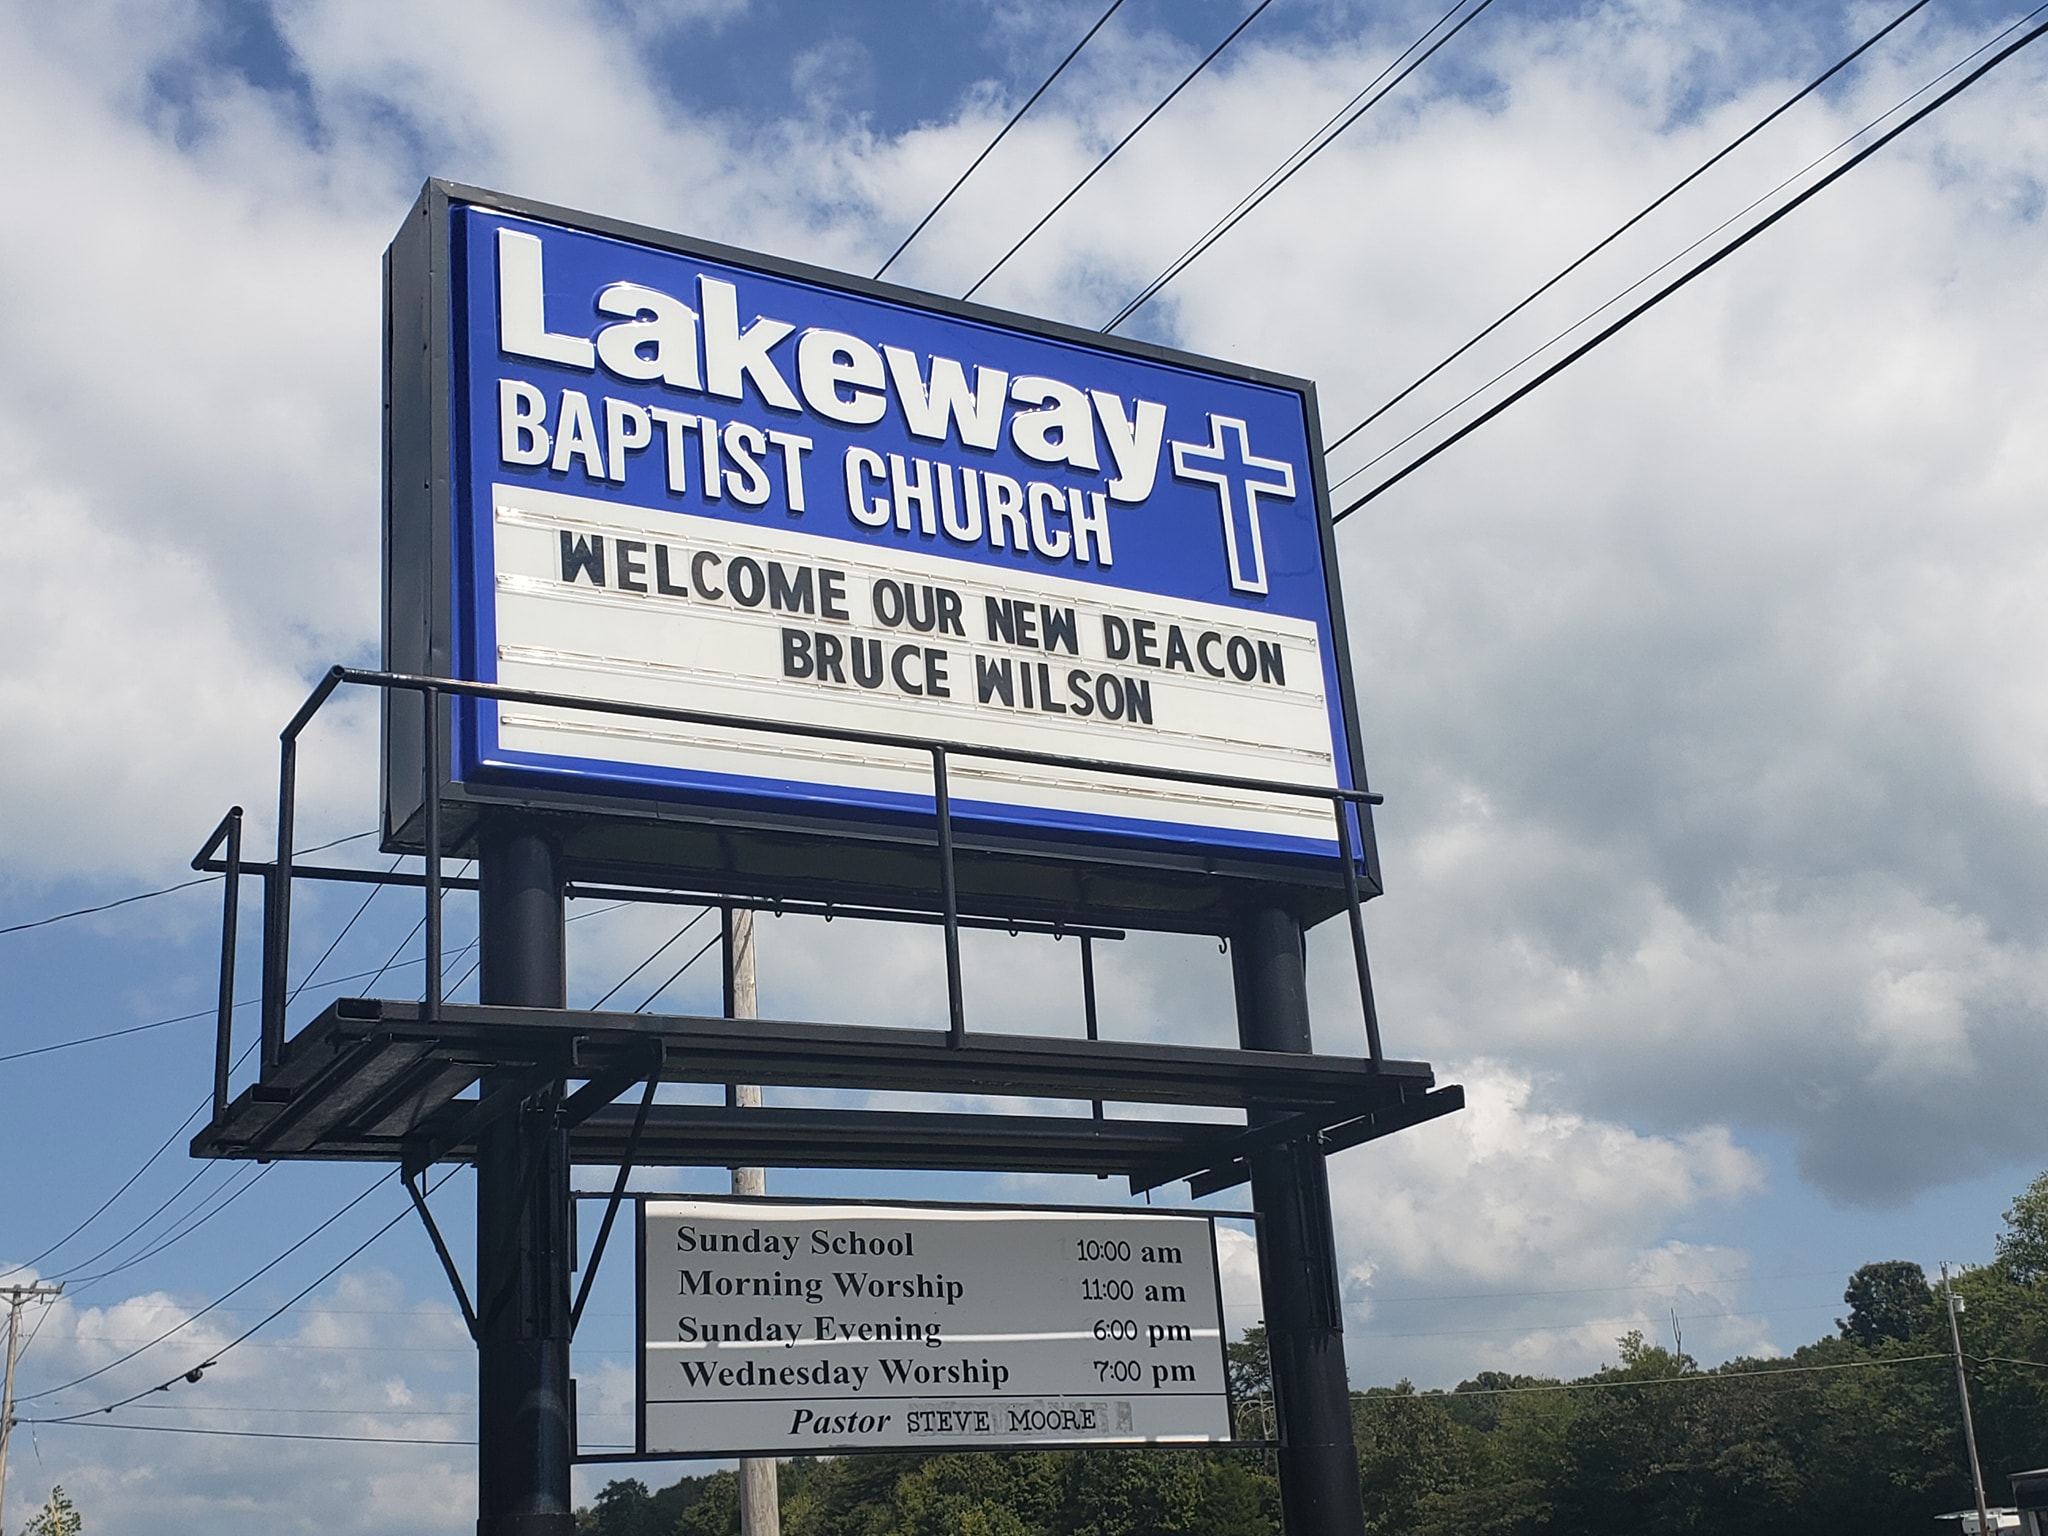 Lakeway
BAPTIST CHURCH
WELCOME OUR NEW DEACON
BRUCE WILSON
Sunday School 10:00 am
Morning Worship 11:00 am
Sunday Evening 6:00 pm
Wednesday Worship 7:00 pm
Pastor STEVE MOORE